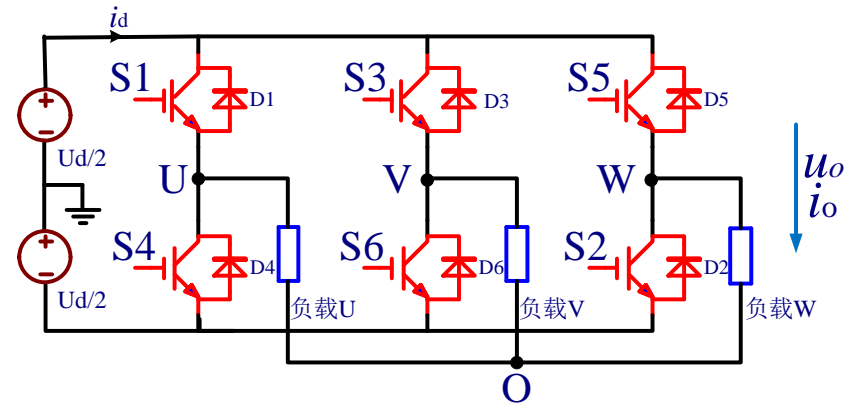 id
S1
D1
S3
D3
S5
D5
Ud/2
U
V
W
uo
io
S4
D4
S6
D6
S2
D2
Ud/2
负载U
负载V
负载W
O